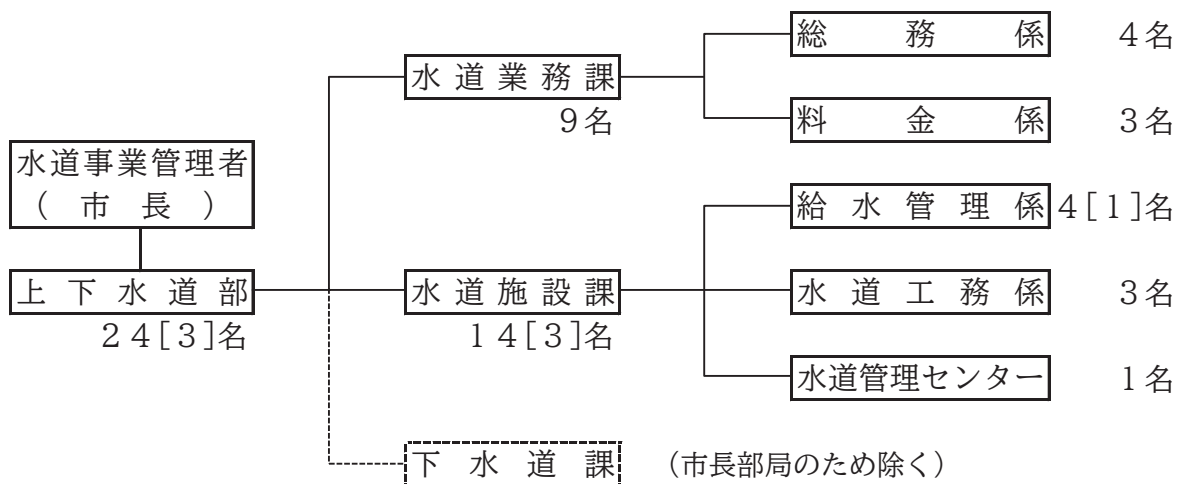 水道事業管理者
(市長)
上下水道部
24[3]名
水道業務課
9名
総務係 4名
料金係 3名
水道施設課
14[3]名
給水管理係 4[1]名
水道工務係 3名
水道管理センター 1名
下水道課 (市長部局のため除く)